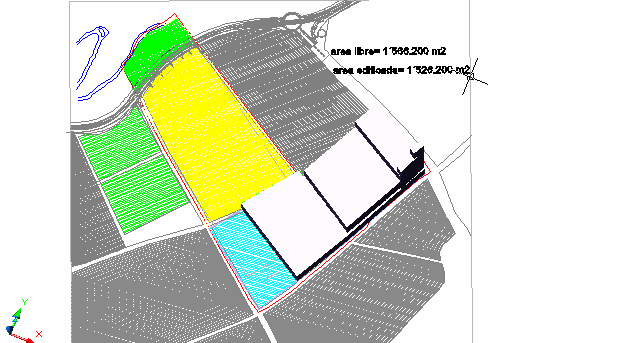 area libre= 1'566.200 m2
area edificada= 1'526.200 m2
Y
X